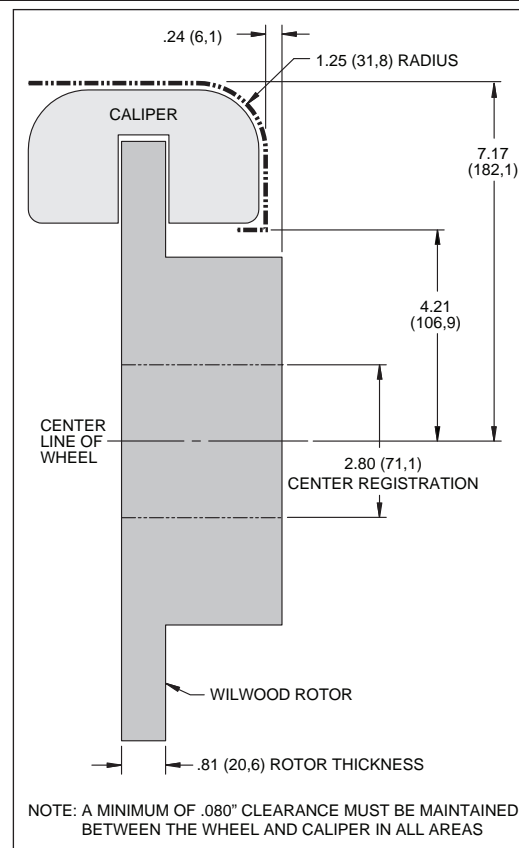 .24 (6,1)
1.25 (31,8) RADIUS
CALIPER
7.17
(182,1)
4.21
(106,9)
CENTER
LINE OF
WHEEL
2.80 (71,1)
CENTER REGISTRATION
WILWOOD ROTOR
.81 (20,6) ROTOR THICKNESS
NOTE: A MINIMUM OF .080" CLEARANCE MUST BE MAINTAINED
BETWEEN THE WHEEL AND CALIPER IN ALL AREAS